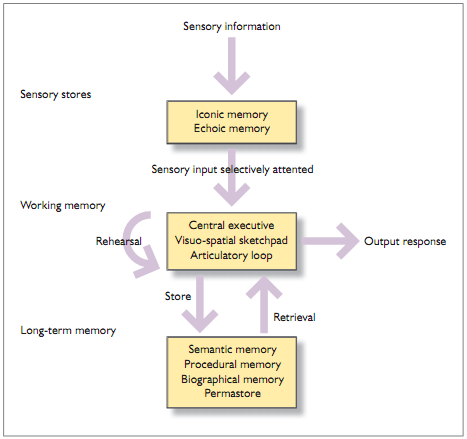 Sensory information
Sensory stores
Iconic memory
Echoic memory
Sensory input selectively attented
Working memory
Central executive
Visuo-spatial sketchpad
Articulatory loop
Rehearsal
Output response
Store
Retrieval
Long-term memory
Semantic memory
Procedural memory
Biographical memory
Permastore